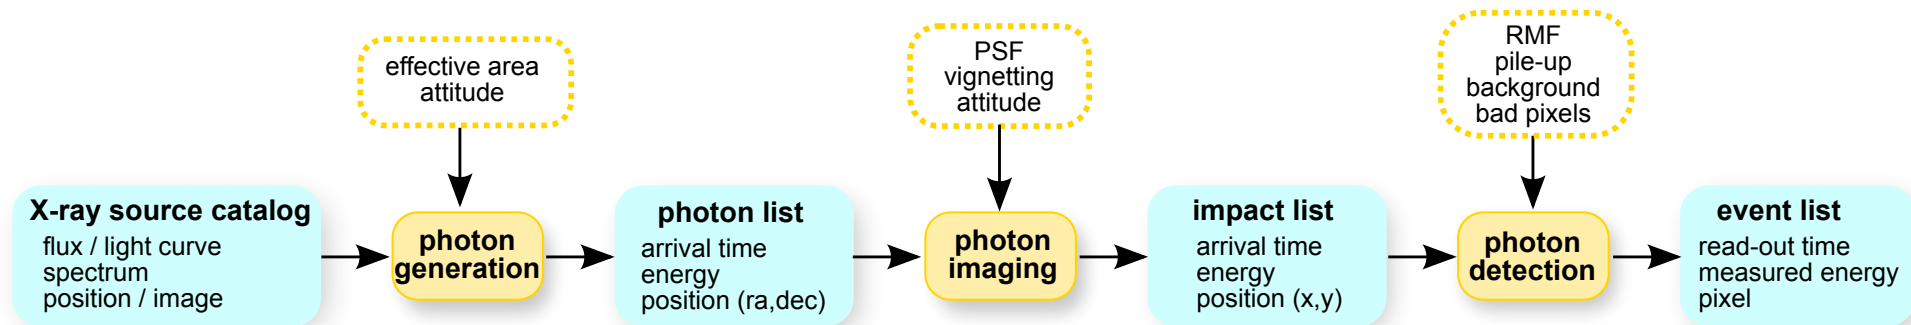 effective area
attitude
PSF
vignetting
attitude
RMF
pile-up
background
bad pixels
X-ray source catalog
flux / light curve
spectrum
position / image
photon
generation
photon list
arrival time
energy
position (ra,dec)
photon
imaging
impact list
arrival time
energy
position (x,y)
photon
detection
event list
read-out time
measured energy
pixel